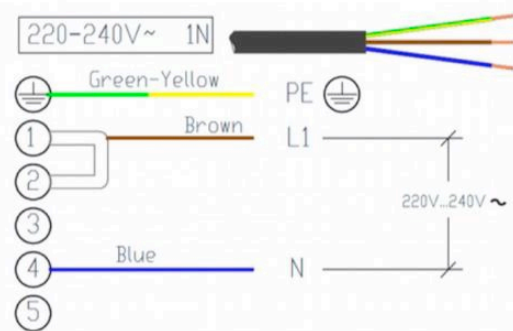 220-240V~ 1N
Green-Yellow PE
1 Brown L1
2
220V...240V ~
3
4 Blue N
5